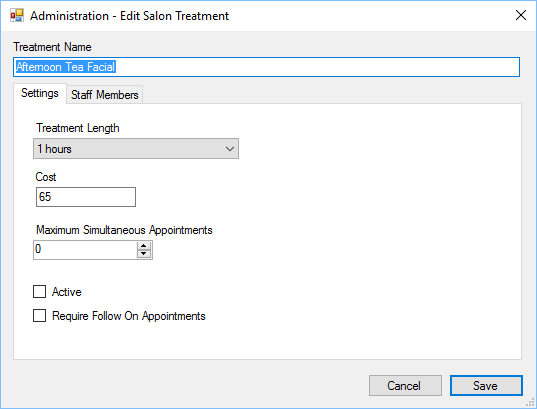 Administration - Edit Salon Treatment
Treatment Name
Afternoon Tea Facial
Settings
Staff Members
Treatment Length
1 hours
Cost
65
Maximum Simultaneous Appointments
0
Active
Require Follow On Appointments
Cancel
Save